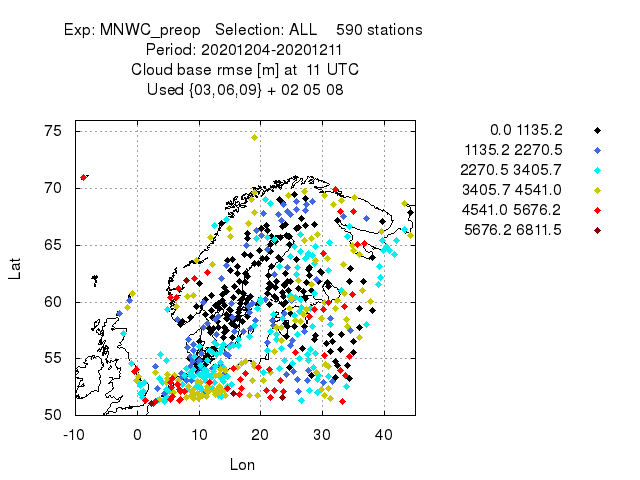 Exp: MNWC_preop   Selection: ALL    590 stations
Period: 20201204-20201211
Cloud base rmse [m] at  11 UTC
Used {03,06,09} + 02 05 08
0.0 1135.2
1135.2 2270.5
2270.5 3405.7
3405.7 4541.0
4541.0 5676.2
5676.2 6811.5
75
70
65
60
55
50
Lat
-10 0 10 20 30 40
Lon